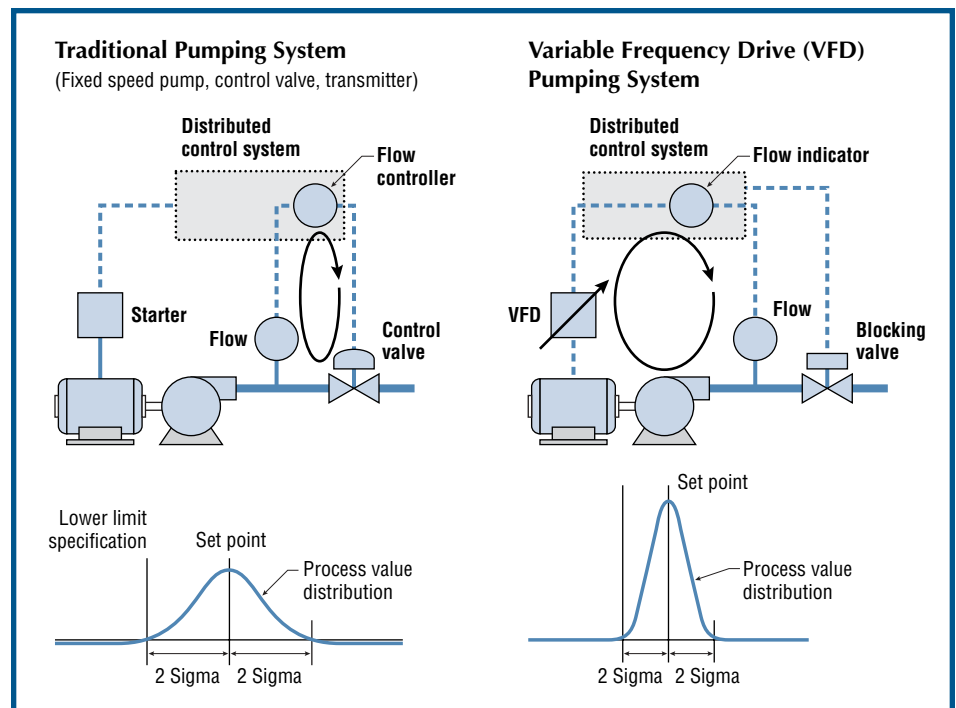 Traditional Pumping System
(Fixed speed pump, control valve, transmitter)
Distributed
control system
Flow
controller
Starter
Flow
Control
valve
Lower limit
specification
Set point
Process value
distribution
2 Sigma
2 Sigma
Variable Frequency Drive (VFD)
Pumping System
Distributed
control system
Flow indicator
VFD
Flow
Blocking
valve
Set point
Process value
distribution
2 Sigma
2 Sigma